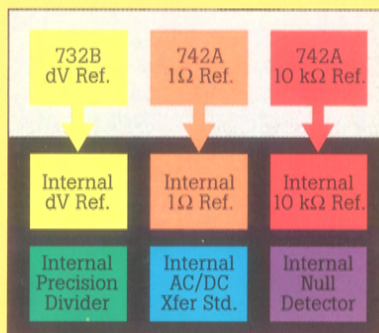 732B
dV Ref.
742A
1Ω Ref.
742A
10 kΩ Ref.
Internal
dV Ref.
Internal
1Ω Ref.
Internal
10 kΩ Ref.
Internal
Precision
Divider
Internal
AC/DC
Xfer Std.
Internal
Null
Detector